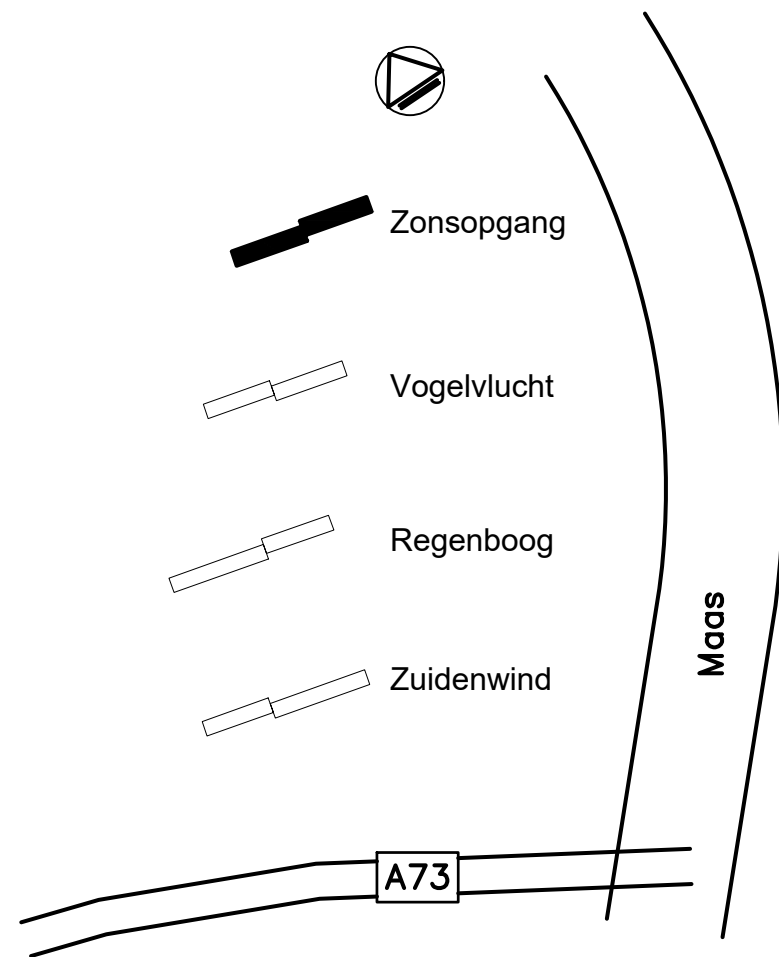 Zonsopgang
Vogelvlucht
Regenboog
Maas
Zuidenwind
A73